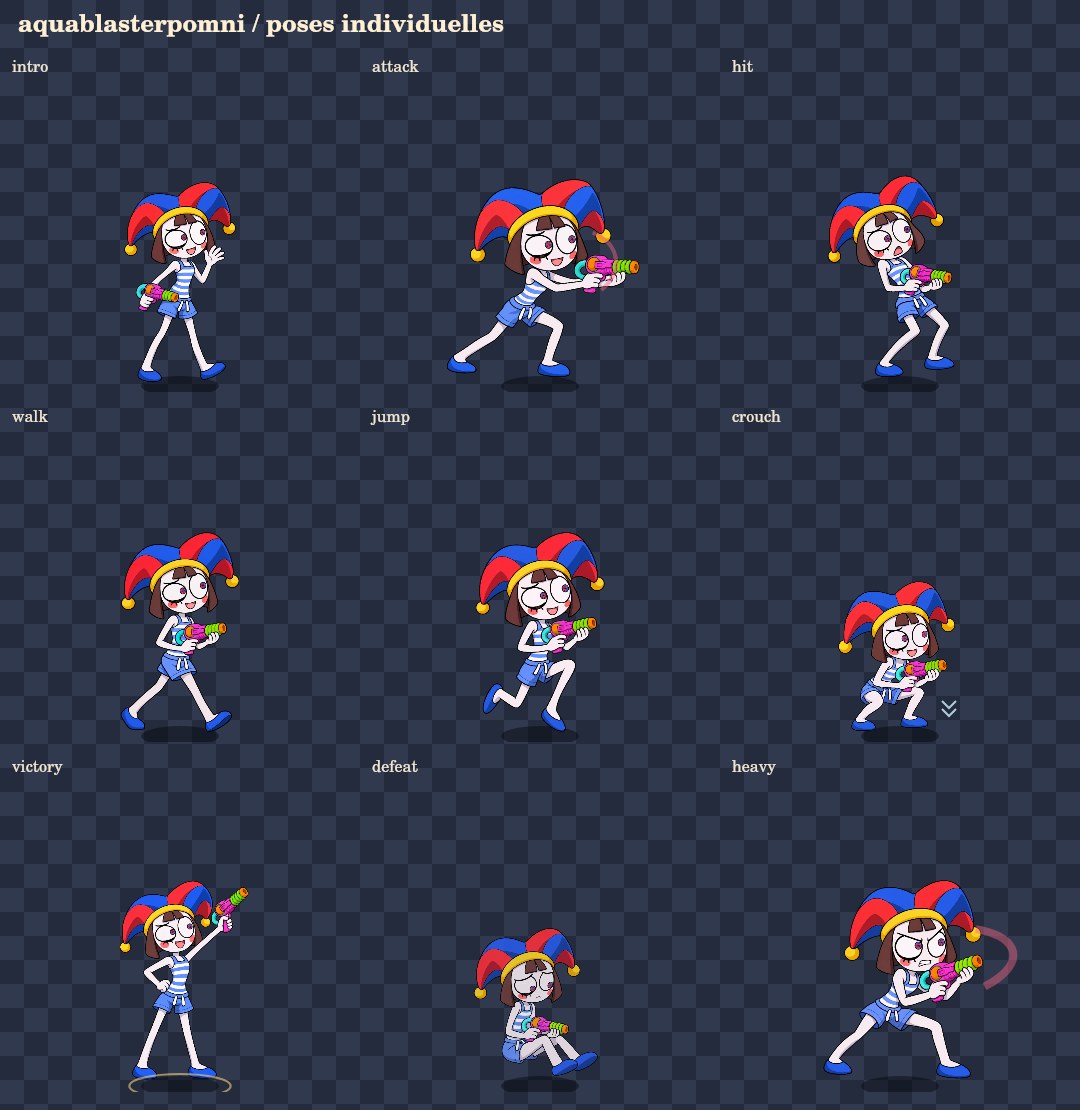 aquablasterpomni / poses individuelles
intro
attack
hit
walk
jump
crouch
victory
defeat
heavy